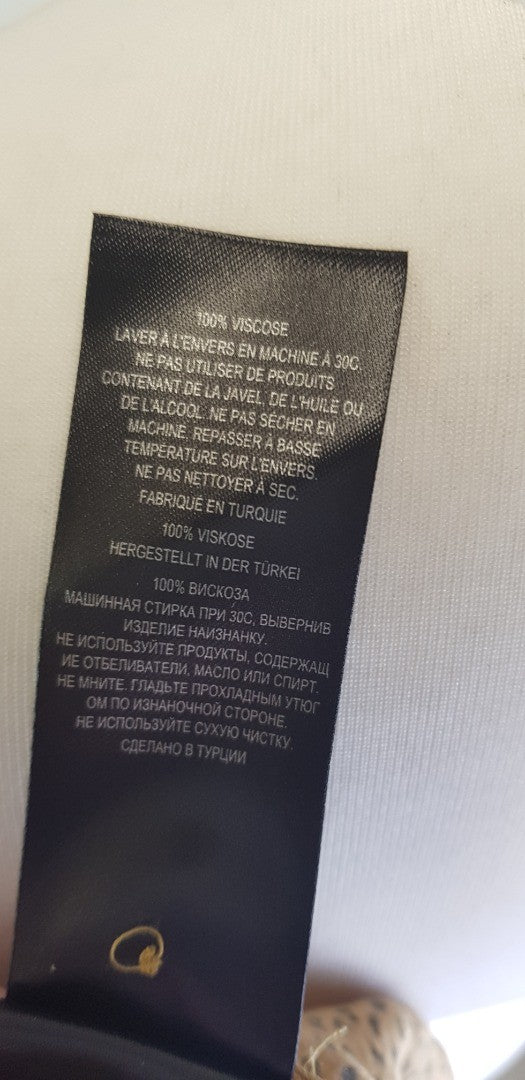 100% VISCOSE
LAVER À L'ENVERS EN MACHINE À 30C.
NE PAS UTILISER DE PRODUITS
CONTENANT DE LA JAVEL, DE L'HUILE OU
DE L'ALCOOL. NE PAS SÉCHER EN
MACHINE. REPASSER À BASSE
TEMPÉRATURE SUR L'ENVERS.
NE PAS NETTOYER À SEC.
FABRIQUÉ EN TURQUIE
100% VISKOSE
HERGESTELLT IN DER TÜRKEI
100% ВИСКОЗА
МАШИННАЯ СТИРКА ПРИ 30C, ВЫВЕРНИВ
ИЗДЕЛИЕ НАИЗНАНКУ.
НЕ ИСПОЛЬЗУЙТЕ ПРОДУКТЫ, СОДЕРЖАЩ
ИЕ ОТБЕЛИВАТЕЛИ, МАСЛО ИЛИ СПИРТ.
НЕ МНИТЕ. ГЛАДЬТЕ ПРОХЛАДНЫМ УТЮГ
ОМ ПО ИЗНАНОЧНОЙ СТОРОНЕ.
НЕ ИСПОЛЬЗУЙТЕ СУХУЮ ЧИСТКУ.
СДЕЛАНО В ТУРЦИИ